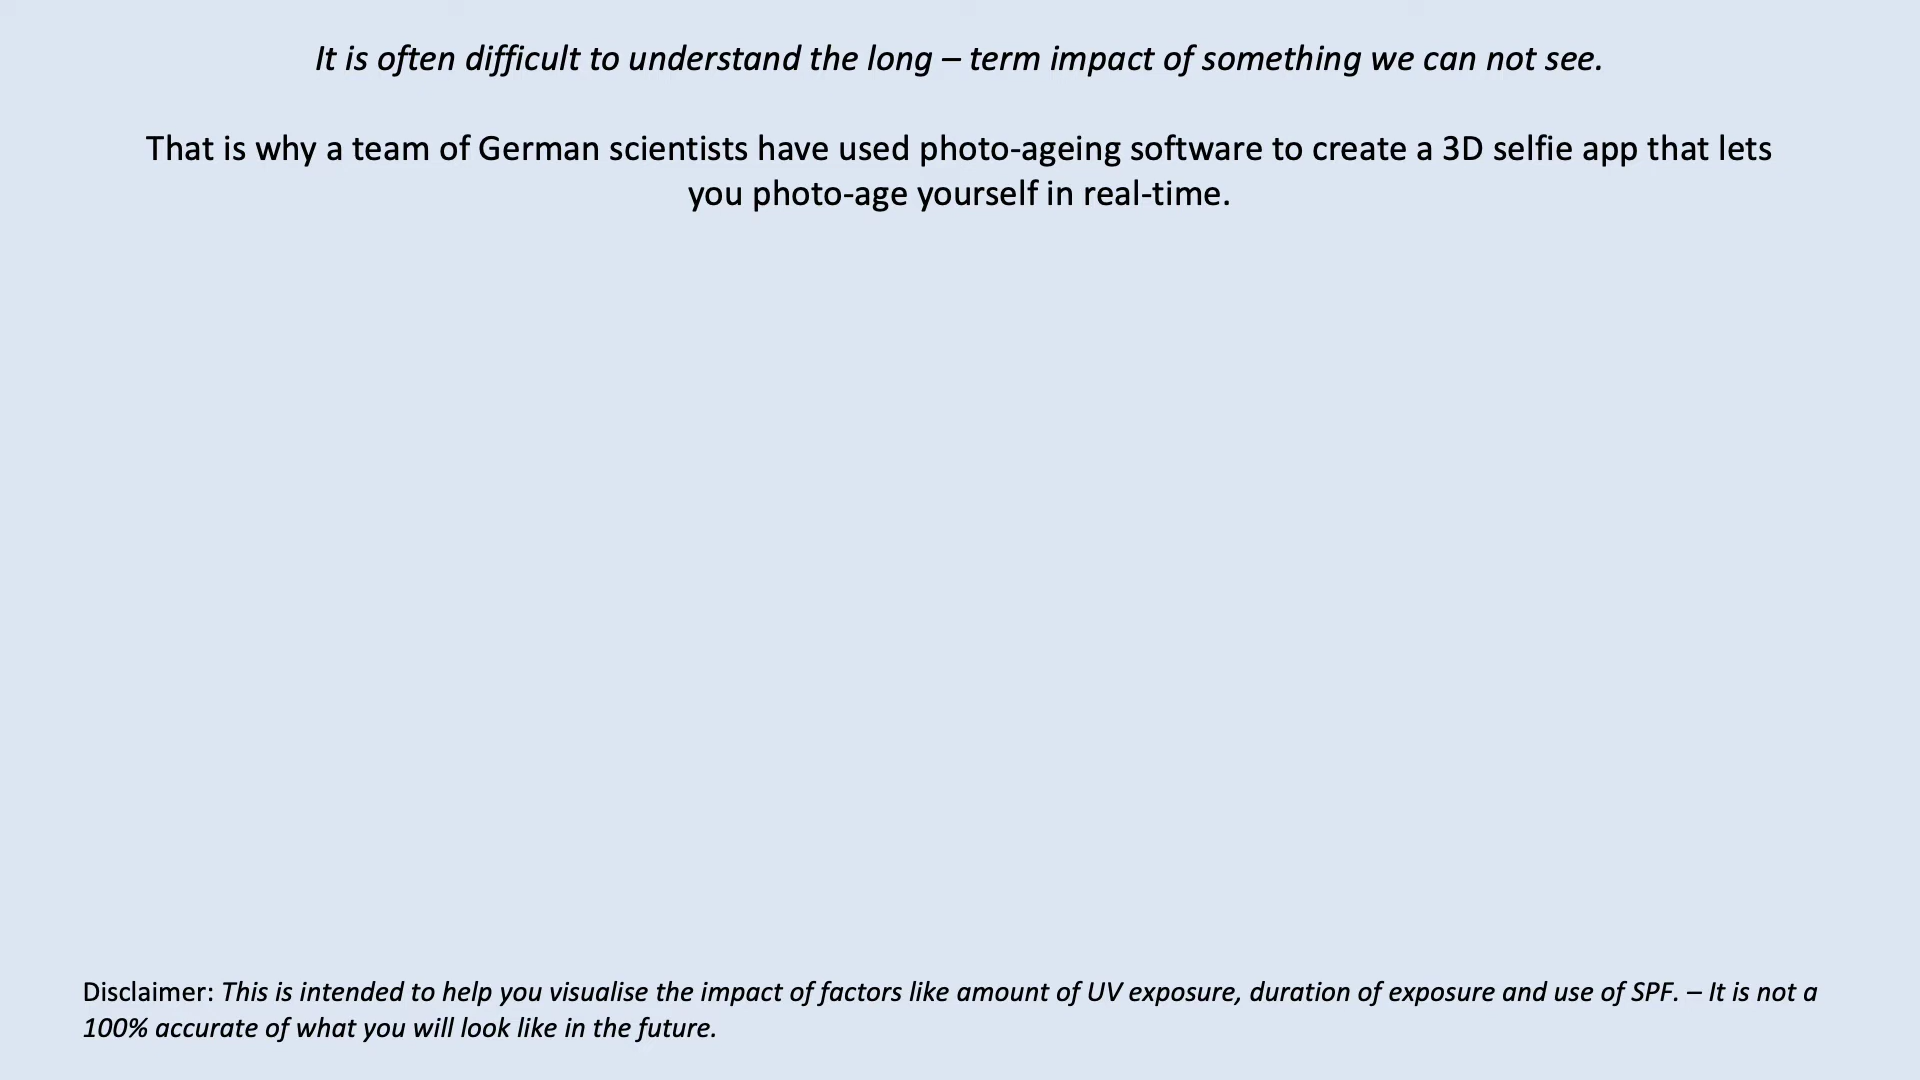 It is often difficult to understand the long – term impact of something we can not see.
That is why a team of German scientists have used photo-ageing software to create a 3D selfie app that lets
you photo-age yourself in real-time.
Disclaimer: This is intended to help you visualise the impact of factors like amount of UV exposure, duration of exposure and use of SPF. – It is not a
100% accurate of what you will look like in the future.